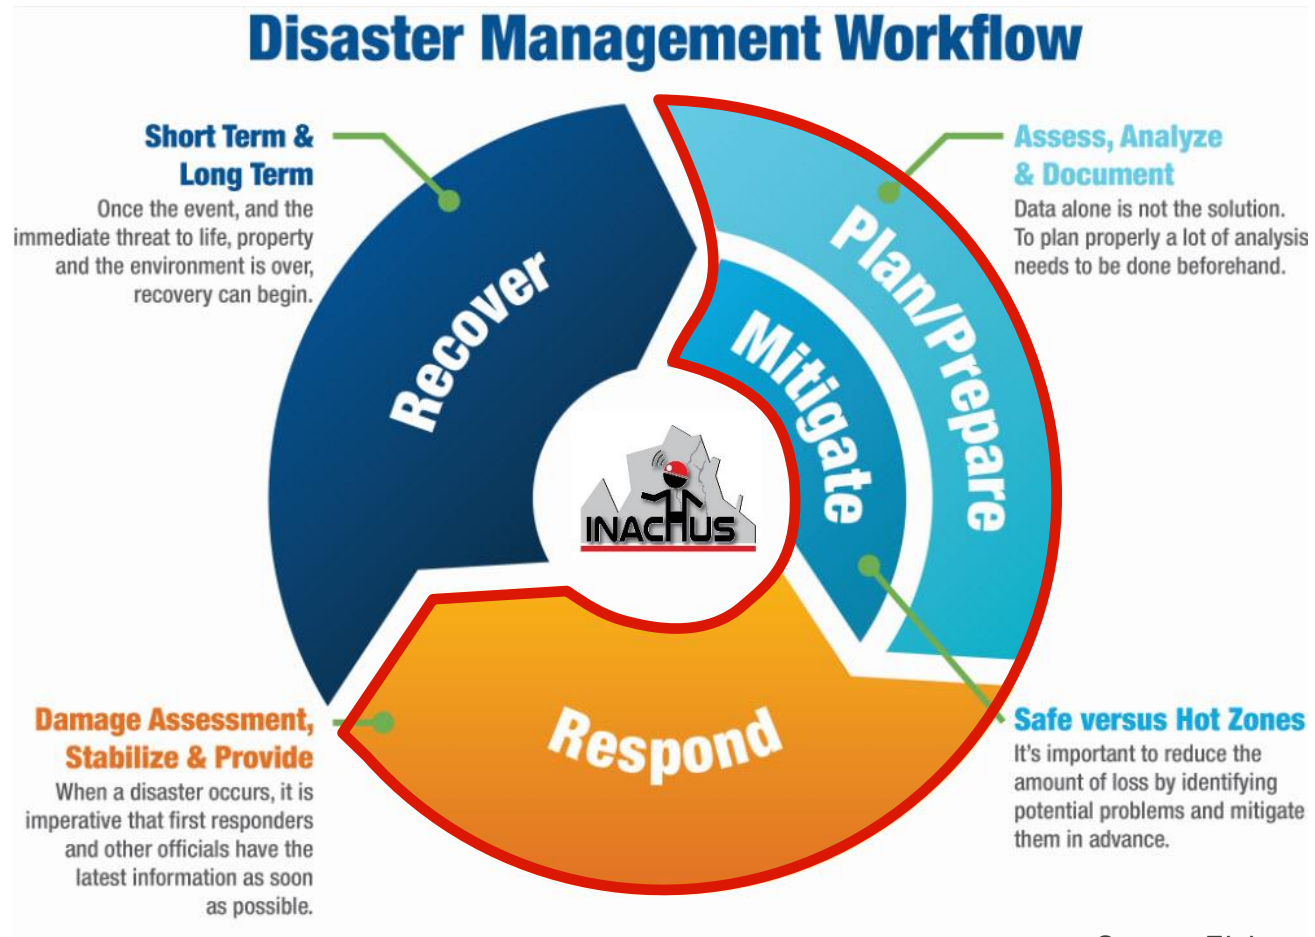 Disaster Management Workflow
Short Term &
Long Term
Once the event, and the
immediate threat to life, property
and the environment is over,
recovery can begin.
Assess, Analyze
& Document
Data alone is not the solution.
To plan properly a lot of analysis
needs to be done beforehand.
Recover
Plan/Prepare
Mitigate
INACHUS
Respond
Damage Assessment,
Stabilize & Provide
When a disaster occurs, it is
imperative that first responders
and other officials have the
latest information as soon
as possible.
Safe versus Hot Zones
It's important to reduce the
amount of loss by identifying
potential problems and mitigate
them in advance.